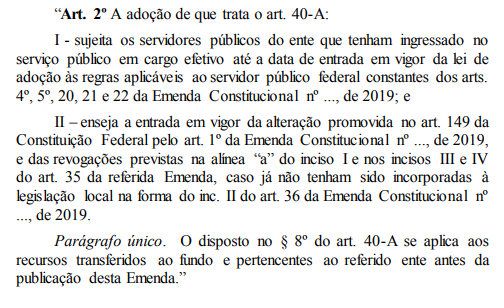 “Art. 2º A adoção de que trata o art. 40-A:
I - sujeita os servidores públicos do ente que tenham ingressado no
serviço público em cargo efetivo até a data de entrada em vigor da lei de
adoção às regras aplicáveis ao servidor público federal constantes dos arts.
4º, 5º, 20, 21 e 22 da Emenda Constitucional nº ..., de 2019; e
II – enseja a entrada em vigor da alteração promovida no art. 149 da
Constituição Federal pelo art. 1º da Emenda Constitucional nº ..., de 2019,
e das revogações previstas na alínea “a” do inciso I e nos incisos III e IV
do art. 35 da referida Emenda, caso já não tenham sido incorporadas à
legislação local na forma do inc. II do art. 36 da Emenda Constitucional nº
..., de 2019.
Parágrafo único. O disposto no § 8º do art. 40-A se aplica aos
recursos transferidos ao fundo e pertencentes ao referido ente antes da
publicação desta Emenda.”